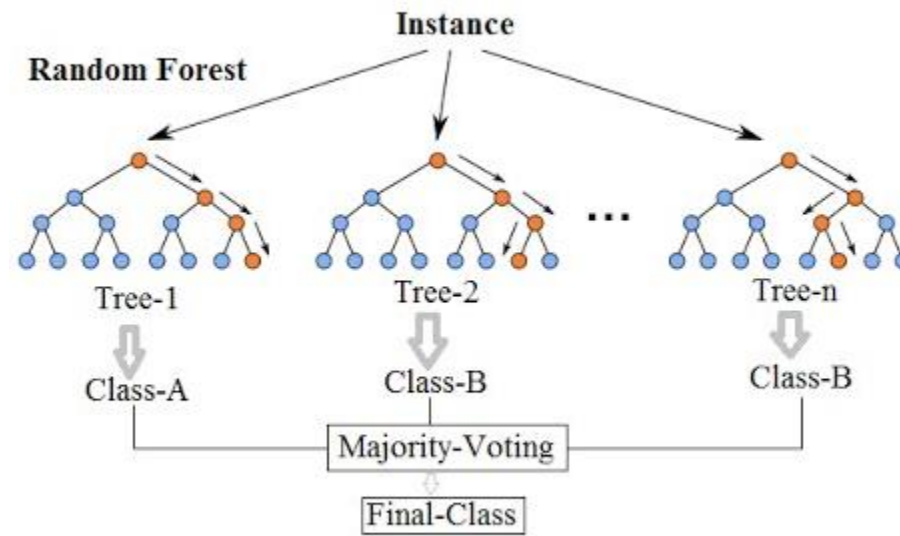 Instance
Random Forest
...
Tree-1
Tree-2
Tree-n
Class-A
Class-B
Class-B
Majority-Voting
Final-Class